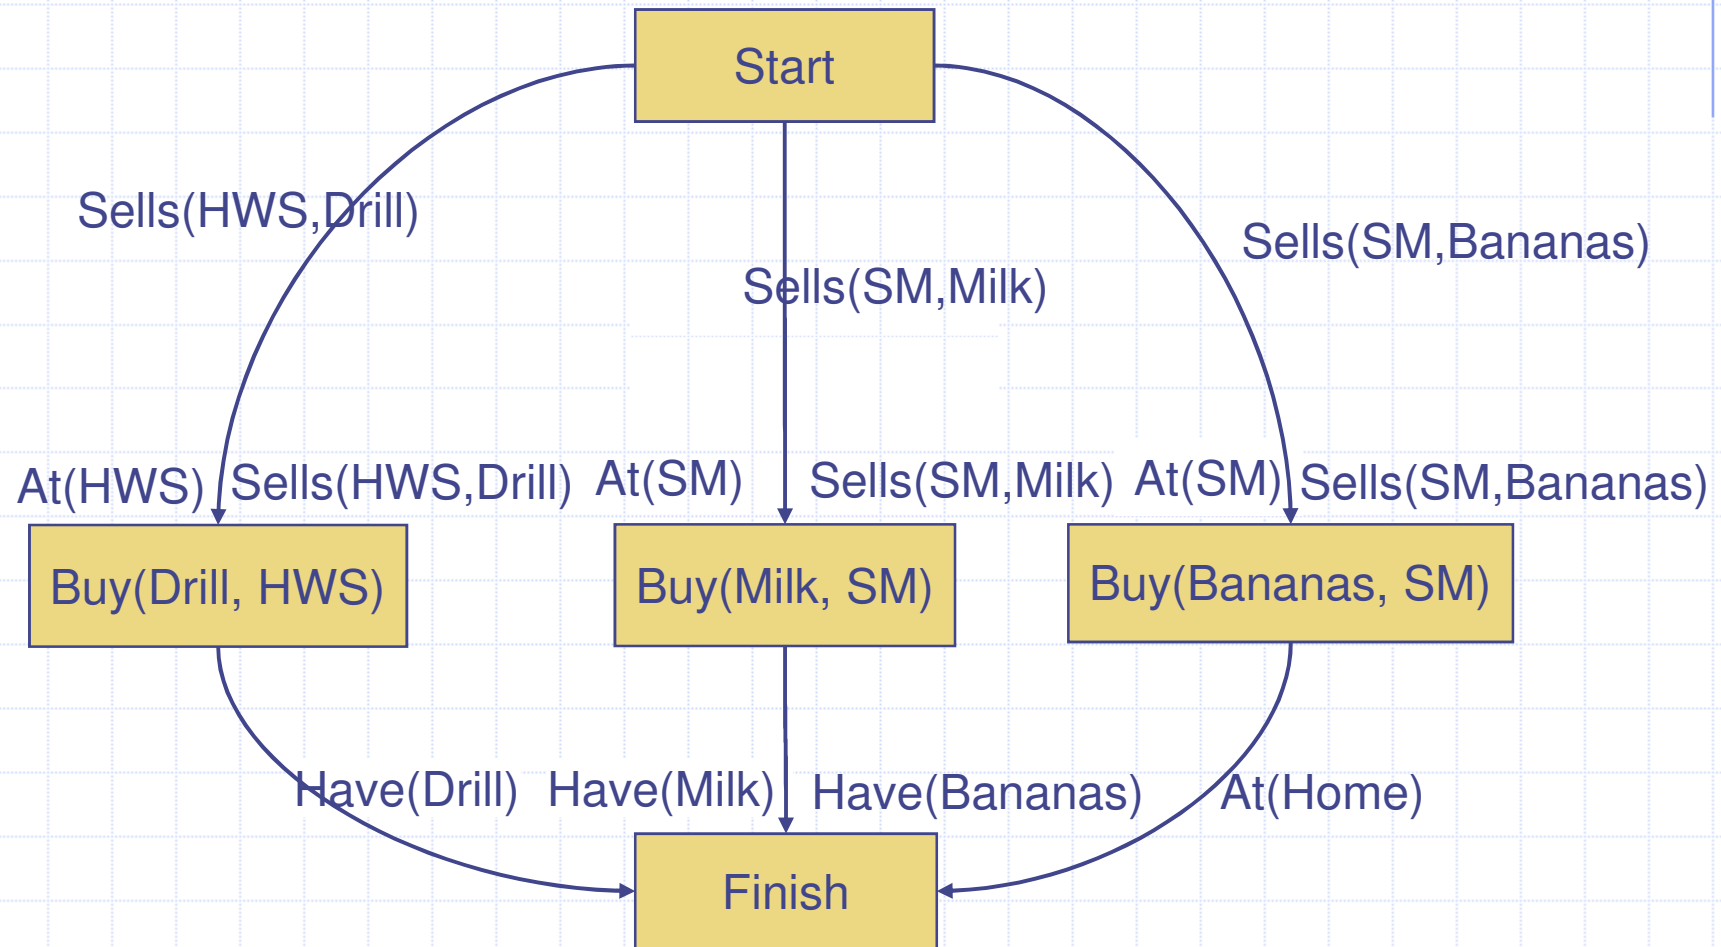 Start
Sells(HWS,Drill)
Sells(SM,Bananas)
Sells(SM,Milk)
At(HWS) Sells(HWS,Drill) At(SM) Sells(SM,Milk) At(SM) Sells(SM,Bananas)
Buy(Drill, HWS) Buy(Milk, SM) Buy(Bananas, SM)
Have(Drill) Have(Milk) Have(Bananas) At(Home)
Finish